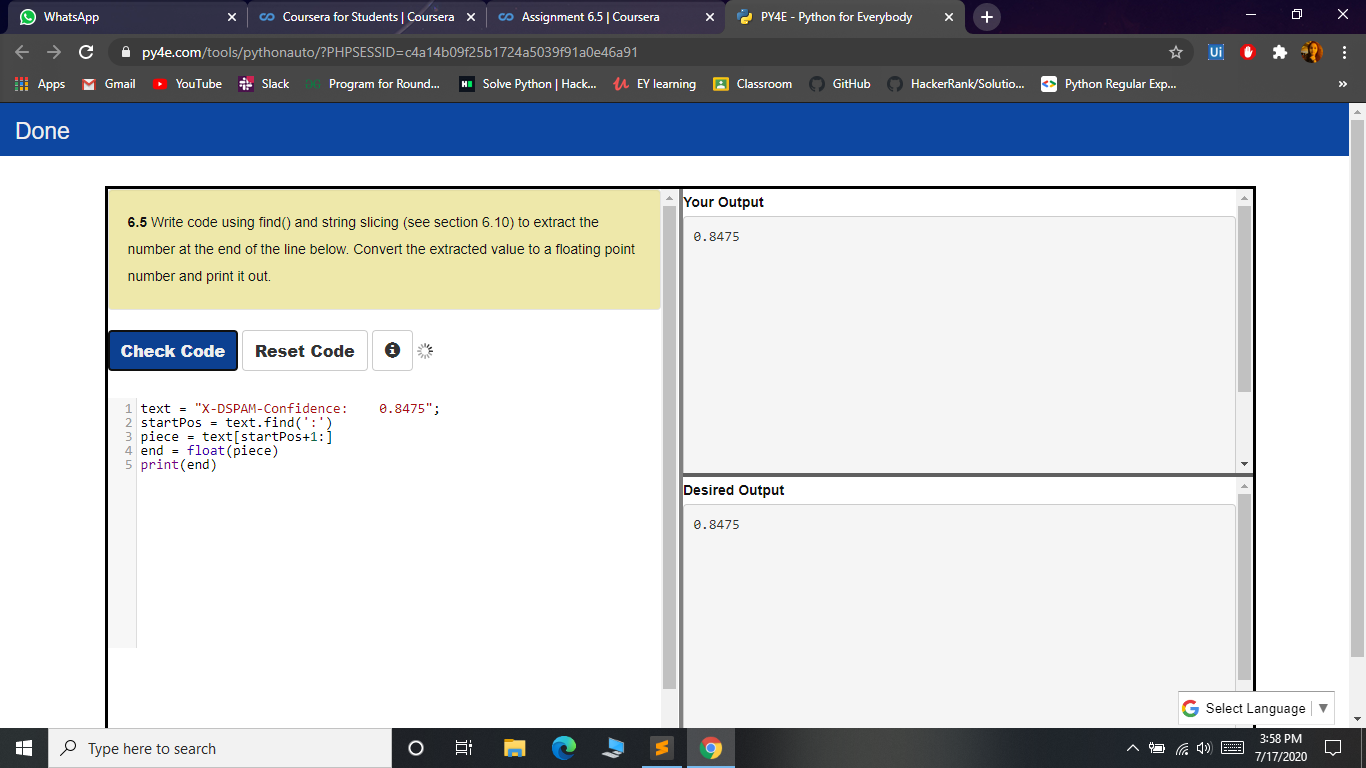 WhatsApp
Coursera for Students | Coursera
Assignment 6.5 | Coursera
PY4E - Python for Everybody
py4e.com/tools/pythonauto/?PHPSESSID=c4a14b09f25b1724a5039f91a0e46a91
Ui
Apps
Gmail
YouTube
Slack
Program for Round...
Solve Python | Hack...
EY learning
Classroom
GitHub
HackerRank/Solutio...
Python Regular Exp...
»
Done
6.5 Write code using find() and string slicing (see section 6.10) to extract the
number at the end of the line below. Convert the extracted value to a floating point
number and print it out.
Check Code
Reset Code
1 text = "X-DSPAM-Confidence:    0.8475";
2 startPos = text.find(':')
3 piece = text[startPos+1:]
4 end = float(piece)
5 print(end)
Your Output
0.8475
Desired Output
0.8475
G Select Language ▼
Type here to search
3:58 PM
7/17/2020